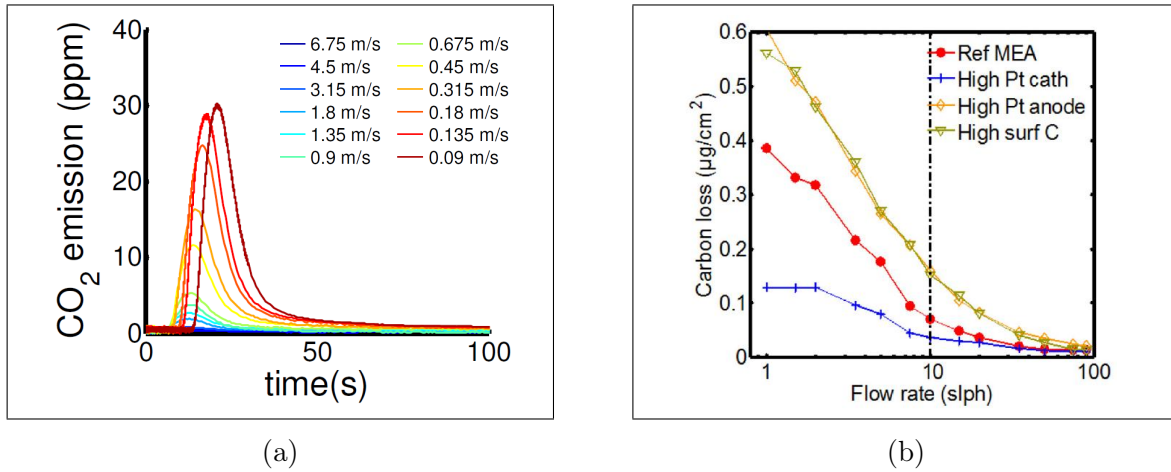 40
30
20
10
0
CO2 emission (ppm)
6.75 m/s
4.5 m/s
3.15 m/s
1.8 m/s
1.35 m/s
0.9 m/s
0.675 m/s
0.45 m/s
0.315 m/s
0.18 m/s
0.135 m/s
0.09 m/s
0 50 100
time(s)
(a)
0.6
0.5
0.4
0.3
0.2
0.1
0
Carbon loss (µg/cm²)
Ref MEA
High Pt cath
High Pt anode
High surf C
1 10 100
Flow rate (slph)
(b)